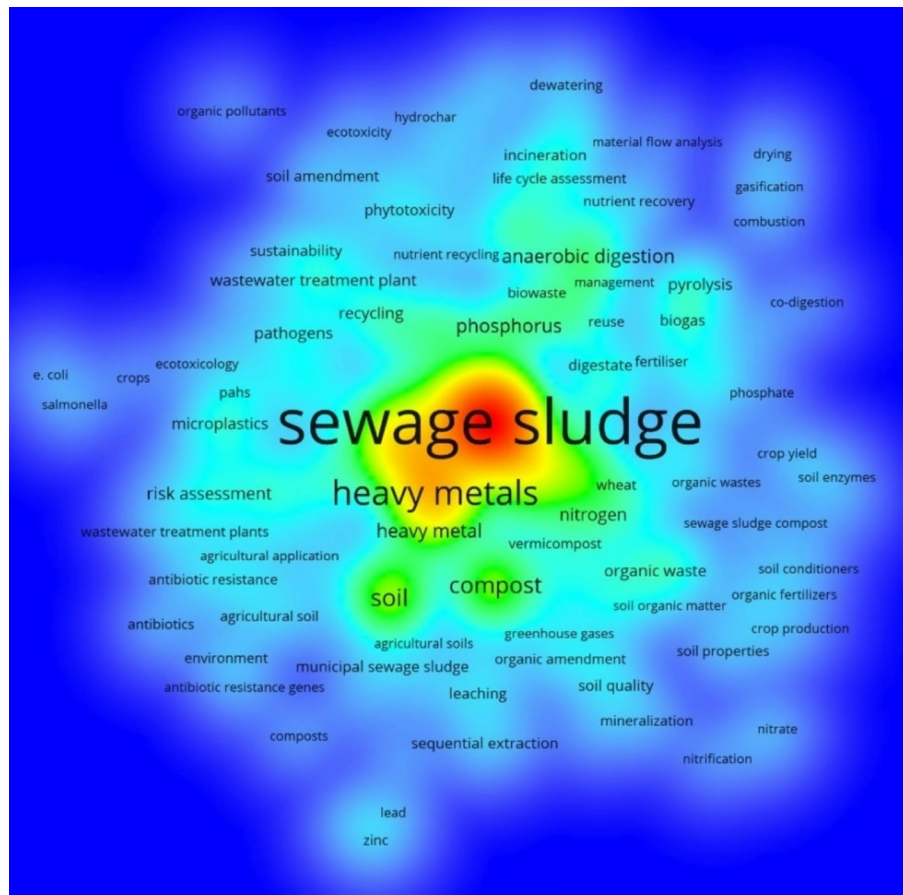 dewatering
organic pollutants
hydrochar
ecotoxicity
material flow analysis
incineration
drying
soil amendment
life cycle assessment
gasification
nutrient recovery
phytotoxicity
combustion
sustainability
nutrient recycling
anaerobic digestion
wastewater treatment plant
management
pyrolysis
biowaste
co-digestion
recycling
phosphorus
reuse
biogas
pathogens
ecotoxicology
digestate
fertiliser
e. coli
crops
pahs
phosphate
salmonella
microplastics
sewage sludge
crop yield
soil enzymes
risk assessment
heavy metals
wheat
organic wastes
nitrogen
sewage sludge compost
wastewater treatment plants
heavy metal
vermicompost
agricultural application
antibiotic resistance
organic waste
soil conditioners
compost
soil
organic fertilizers
soil organic matter
agricultural soil
antibiotics
crop production
greenhouse gases
agricultural soils
soil properties
environment
municipal sewage sludge
organic amendment
antibiotic resistance genes
leaching
soil quality
mineralization
nitrate
composts
sequential extraction
nitrification
lead
zinc